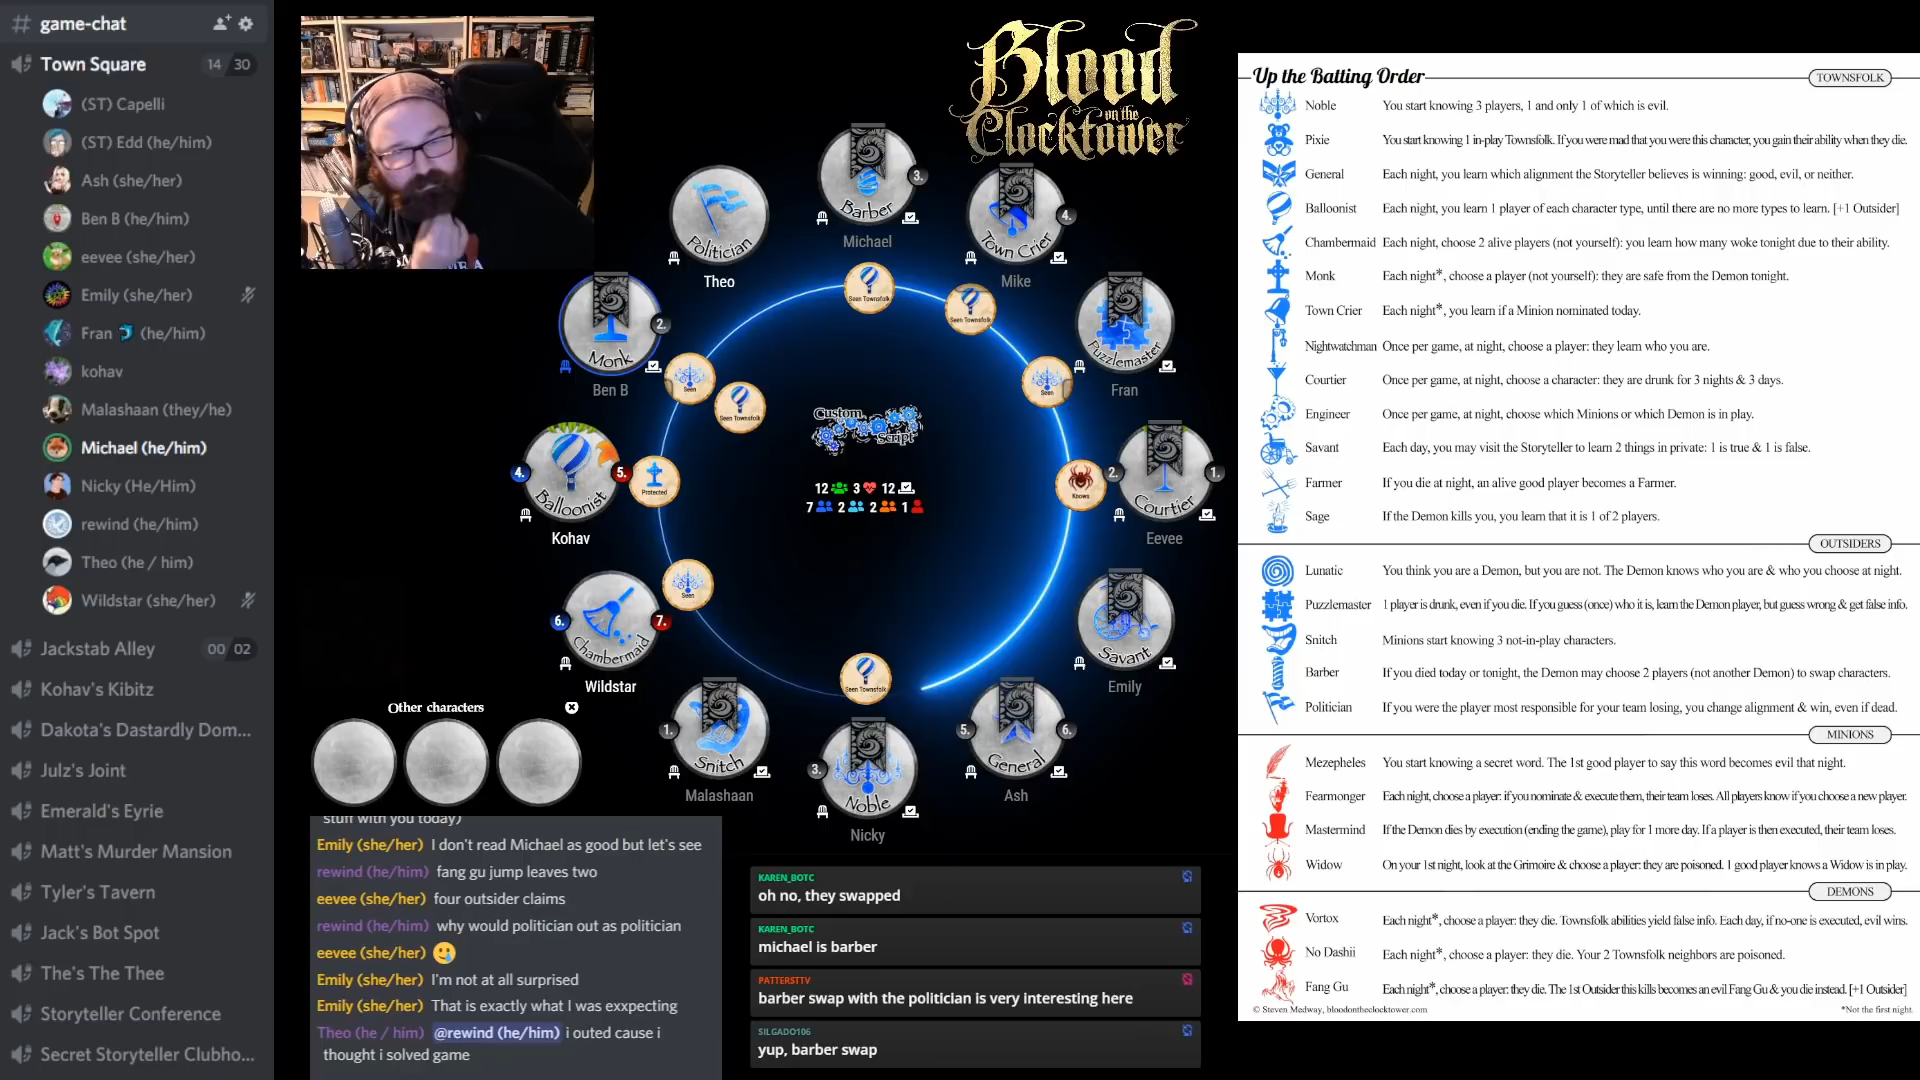 game-chat
Town Square 14 30
(ST) Capelli
(ST) Edd (he/him)
Ash (she/her)
Ben B (he/him)
eevee (she/her)
Emily (she/her)
Fran (he/him)
kohav
Malashaan (they/he)
Michael (he/him)
Nicky (He/Him)
rewind (he/him)
Theo (he / him)
Wildstar (she/her)
Jackstab Alley 00 02
Kohav's Kibitz
Dakota's Dastardly Dom...
Julz's Joint
Emerald's Eyrie
Matt's Murder Mansion
Tyler's Tavern
Jack's Bot Spot
The's The Thee
Storyteller Conference
Secret Storyteller Clubho...
Blood
on the
Clocktower
Barber
3.
Michael
Politician
Theo
Town Crier
4.
Mike
Monk
2.
Ben B
Puzzlemaster
Fran
Balloonist
4.
5.
Kohav
Courtier
2.
1.
Eevee
Chambermaid
6.
7.
Wildstar
Savant
Emily
Snitch
1.
Malashaan
Noble
3.
Nicky
General
5.
6.
Ash
Seen Townsfolk
Seen Townsfolk
Seen
Seen Townsfolk
Seen
Protected
Knows
Seen
Seen Townsfolk
Custom
Script
12 3 12
7 2 2 1
Other characters
stuff with you today)
Emily (she/her) I don't read Michael as good but let's see
rewind (he/him) fang gu jump leaves two
eevee (she/her) four outsider claims
rewind (he/him) why would politician out as politician
eevee (she/her)
Emily (she/her) I'm not at all surprised
Emily (she/her) That is exactly what I was exxpecting
Theo (he / him) @rewind (he/him) i outed cause i
thought i solved game
KAREN_BOTC
oh no, they swapped
KAREN_BOTC
michael is barber
PATTERSTTV
barber swap with the politician is very interesting here
SILGADO106
yup, barber swap
Up the Batting Order
TOWNSFOLK
Noble You start knowing 3 players, 1 and only 1 of which is evil.
Pixie You start knowing 1 in-play Townsfolk. If you were mad that you were this character, you gain their ability when they die.
General Each night, you learn which alignment the Storyteller believes is winning: good, evil, or neither.
Balloonist Each night, you learn 1 player of each character type, until there are no more types to learn. [+1 Outsider]
Chambermaid Each night, choose 2 alive players (not yourself): you learn how many woke tonight due to their ability.
Monk Each night*, choose a player (not yourself): they are safe from the Demon tonight.
Town Crier Each night*, you learn if a Minion nominated today.
Nightwatchman Once per game, at night, choose a player: they learn who you are.
Courtier Once per game, at night, choose a character: they are drunk for 3 nights & 3 days.
Engineer Once per game, at night, choose which Minions or which Demon is in play.
Savant Each day, you may visit the Storyteller to learn 2 things in private: 1 is true & 1 is false.
Farmer If you die at night, an alive good player becomes a Farmer.
Sage If the Demon kills you, you learn that it is 1 of 2 players.
OUTSIDERS
Lunatic You think you are a Demon, but you are not. The Demon knows who you are & who you choose at night.
Puzzlemaster 1 player is drunk, even if you die. If you guess (once) who it is, learn the Demon player, but guess wrong & get false info.
Snitch Minions start knowing 3 not-in-play characters.
Barber If you died today or tonight, the Demon may choose 2 players (not another Demon) to swap characters.
Politician If you were the player most responsible for your team losing, you change alignment & win, even if dead.
MINIONS
Mezepheles You start knowing a secret word. The 1st good player to say this word becomes evil that night.
Fearmonger Each night, choose a player: if you nominate & execute them, their team loses. All players know if you choose a new player.
Mastermind If the Demon dies by execution (ending the game), play for 1 more day. If a player is then executed, their team loses.
Widow On your 1st night, look at the Grimoire & choose a player: they are poisoned. 1 good player knows a Widow is in play.
DEMONS
Vortox Each night*, choose a player: they die. Townsfolk abilities yield false info. Each day, if no-one is executed, evil wins.
No Dashii Each night*, choose a player: they die. Your 2 Townsfolk neighbors are poisoned.
Fang Gu Each night*, choose a player: they die. The 1st Outsider this kills becomes an evil Fang Gu & you die instead. [+1 Outsider]
© Steven Medway, bloodontheclocktower.com
*Not the first night.